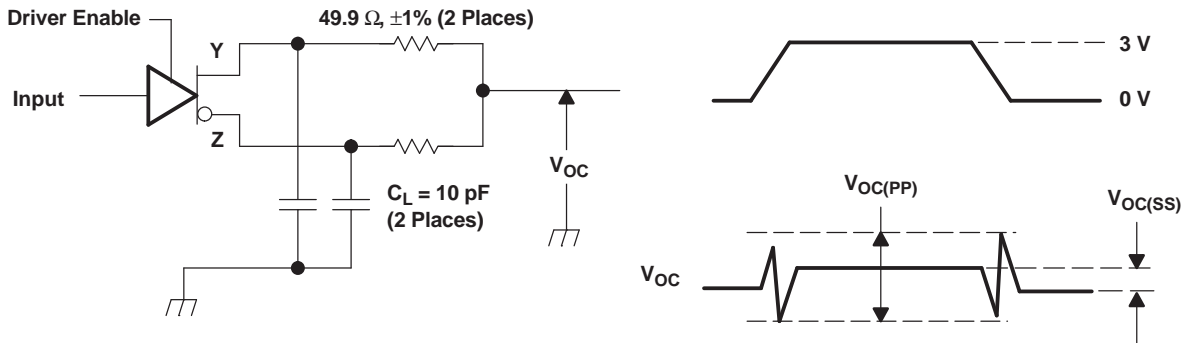 Driver Enable
49.9 Ω, ±1% (2 Places)
Y
Input
Z
V_OC
C_L = 10 pF
(2 Places)
3 V
0 V
V_OC(PP)
V_OC(SS)
V_OC